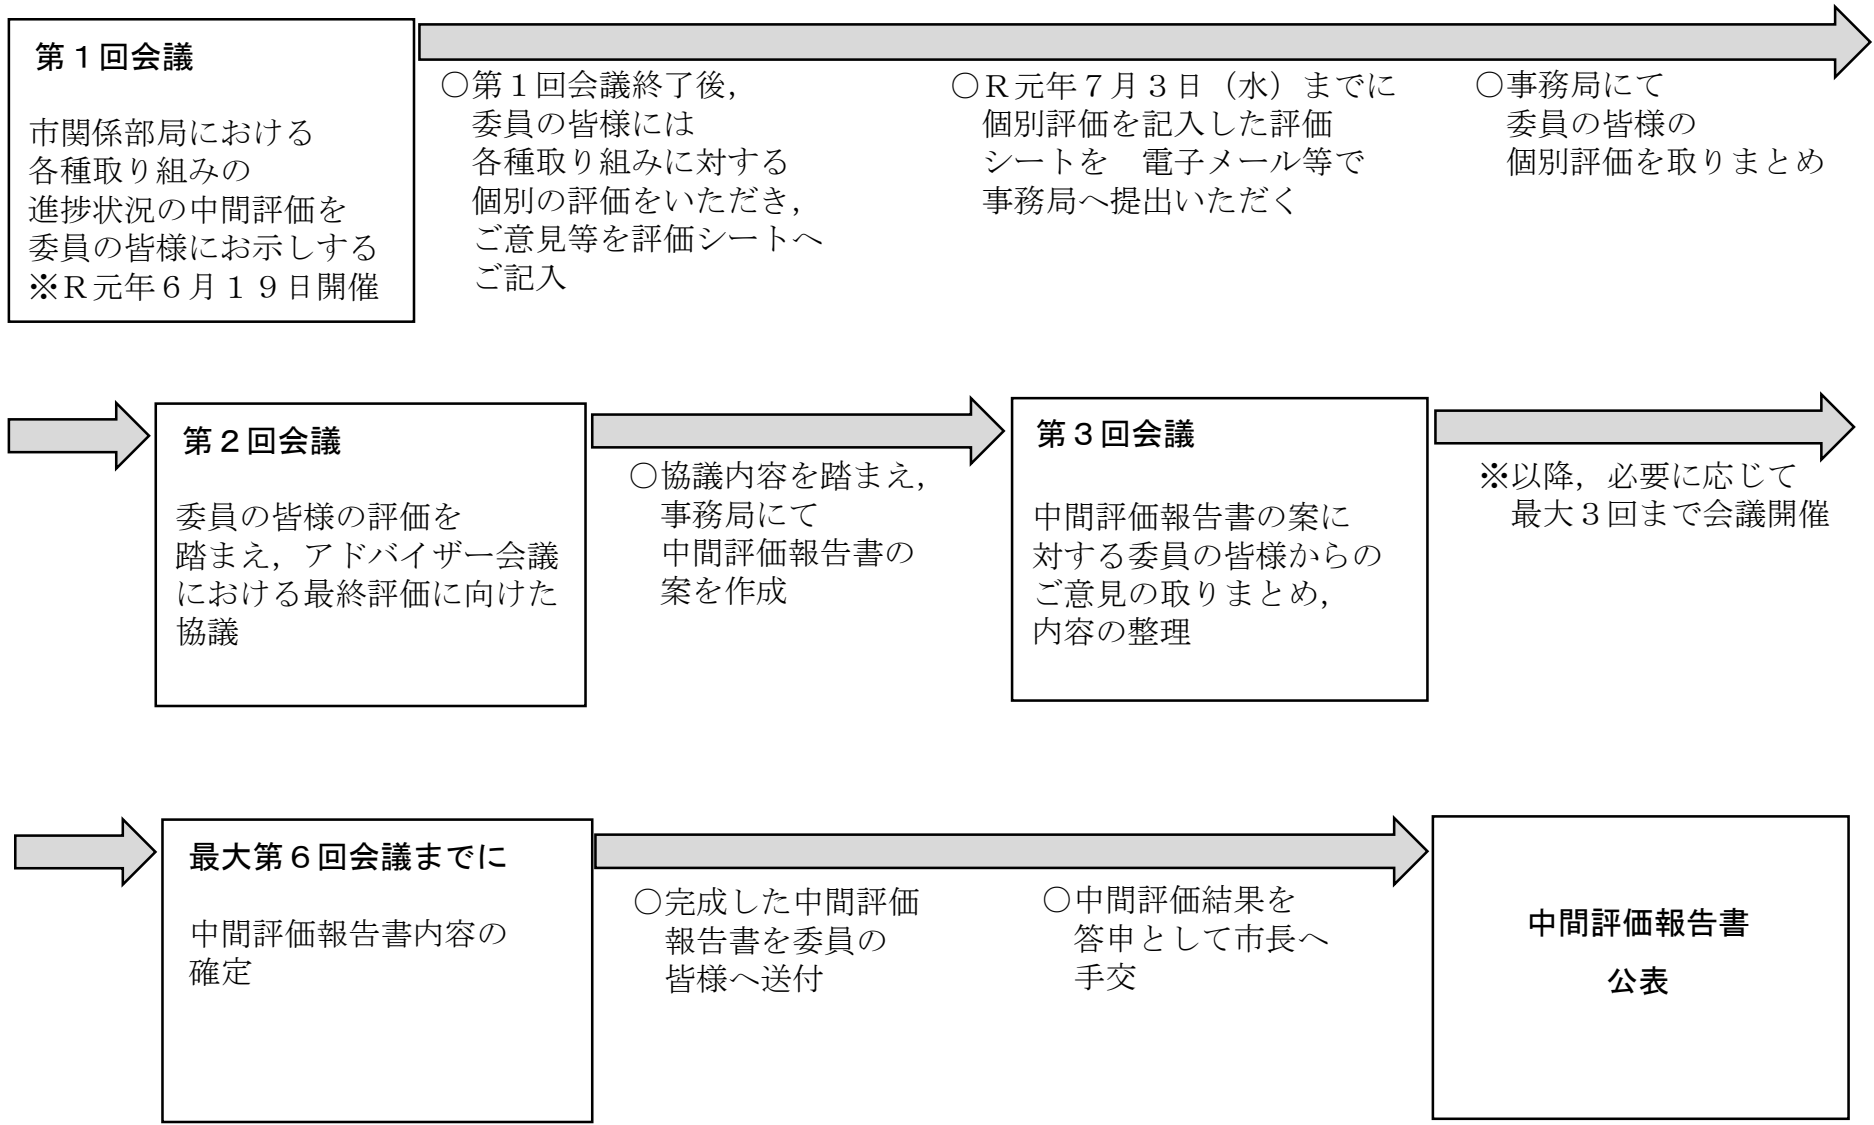 第１回会議
市関係部局における
各種取り組みの
進捗状況の中間評価を
委員の皆様にお示しする
※Ｒ元年６月１９日開催
○第１回会議終了後，
委員の皆様には
各種取り組みに対する
個別の評価をいただき，
ご意見等を評価シートへ
ご記入
○Ｒ元年７月３日（水）までに
個別評価を記入した評価
シートを　電子メール等で
事務局へ提出いただく
○事務局にて
委員の皆様の
個別評価を取りまとめ
第２回会議
委員の皆様の評価を
踏まえ，アドバイザー会議
における最終評価に向けた
協議
○協議内容を踏まえ，
事務局にて
中間評価報告書の
案を作成
第３回会議
中間評価報告書の案に
対する委員の皆様からの
ご意見の取りまとめ，
内容の整理
※以降，必要に応じて
最大３回まで会議開催
最大第６回会議までに
中間評価報告書内容の
確定
○完成した中間評価
報告書を委員の
皆様へ送付
○中間評価結果を
答申として市長へ
手交
中間評価報告書
公表